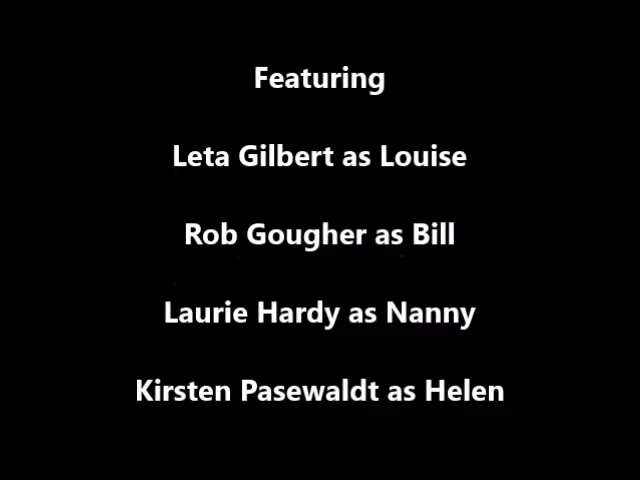 Featuring
Leta Gilbert as Louise
Rob Gougher as Bill
Laurie Hardy as Nanny
Kirsten Pasewaldt as Helen